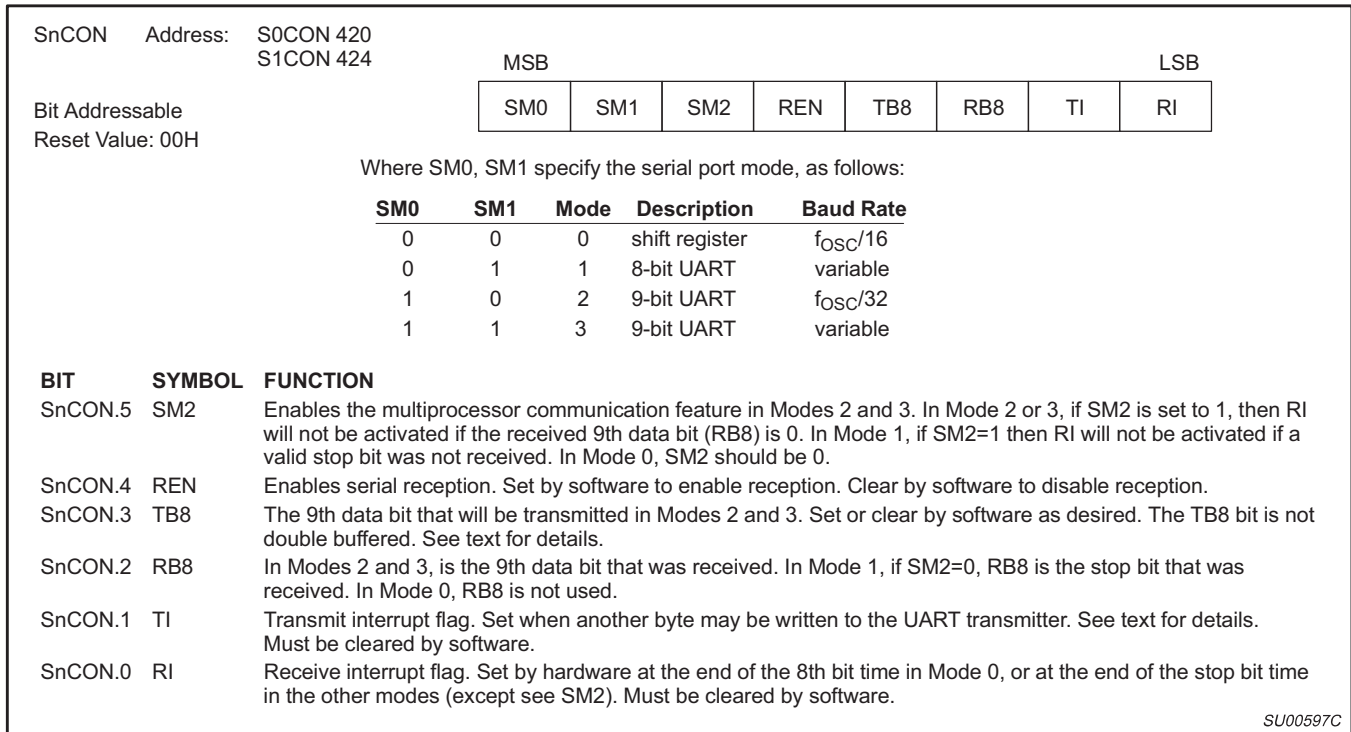 SnCON Address: S0CON 420
S1CON 424
MSB LSB
Bit Addressable
SM0 SM1 SM2 REN TB8 RB8 TI RI
Reset Value: 00H
Where SM0, SM1 specify the serial port mode, as follows:
SM0 SM1 Mode Description Baud Rate
0 0 0 shift register fOSC/16
0 1 1 8-bit UART variable
1 0 2 9-bit UART fOSC/32
1 1 3 9-bit UART variable
BIT SYMBOL FUNCTION
SnCON.5 SM2 Enables the multiprocessor communication feature in Modes 2 and 3. In Mode 2 or 3, if SM2 is set to 1, then RI
will not be activated if the received 9th data bit (RB8) is 0. In Mode 1, if SM2=1 then RI will not be activated if a
valid stop bit was not received. In Mode 0, SM2 should be 0.
SnCON.4 REN Enables serial reception. Set by software to enable reception. Clear by software to disable reception.
SnCON.3 TB8 The 9th data bit that will be transmitted in Modes 2 and 3. Set or clear by software as desired. The TB8 bit is not
double buffered. See text for details.
SnCON.2 RB8 In Modes 2 and 3, is the 9th data bit that was received. In Mode 1, if SM2=0, RB8 is the stop bit that was
received. In Mode 0, RB8 is not used.
SnCON.1 TI Transmit interrupt flag. Set when another byte may be written to the UART transmitter. See text for details.
Must be cleared by software.
SnCON.0 RI Receive interrupt flag. Set by hardware at the end of the 8th bit time in Mode 0, or at the end of the stop bit time
in the other modes (except see SM2). Must be cleared by software.
SU00597C